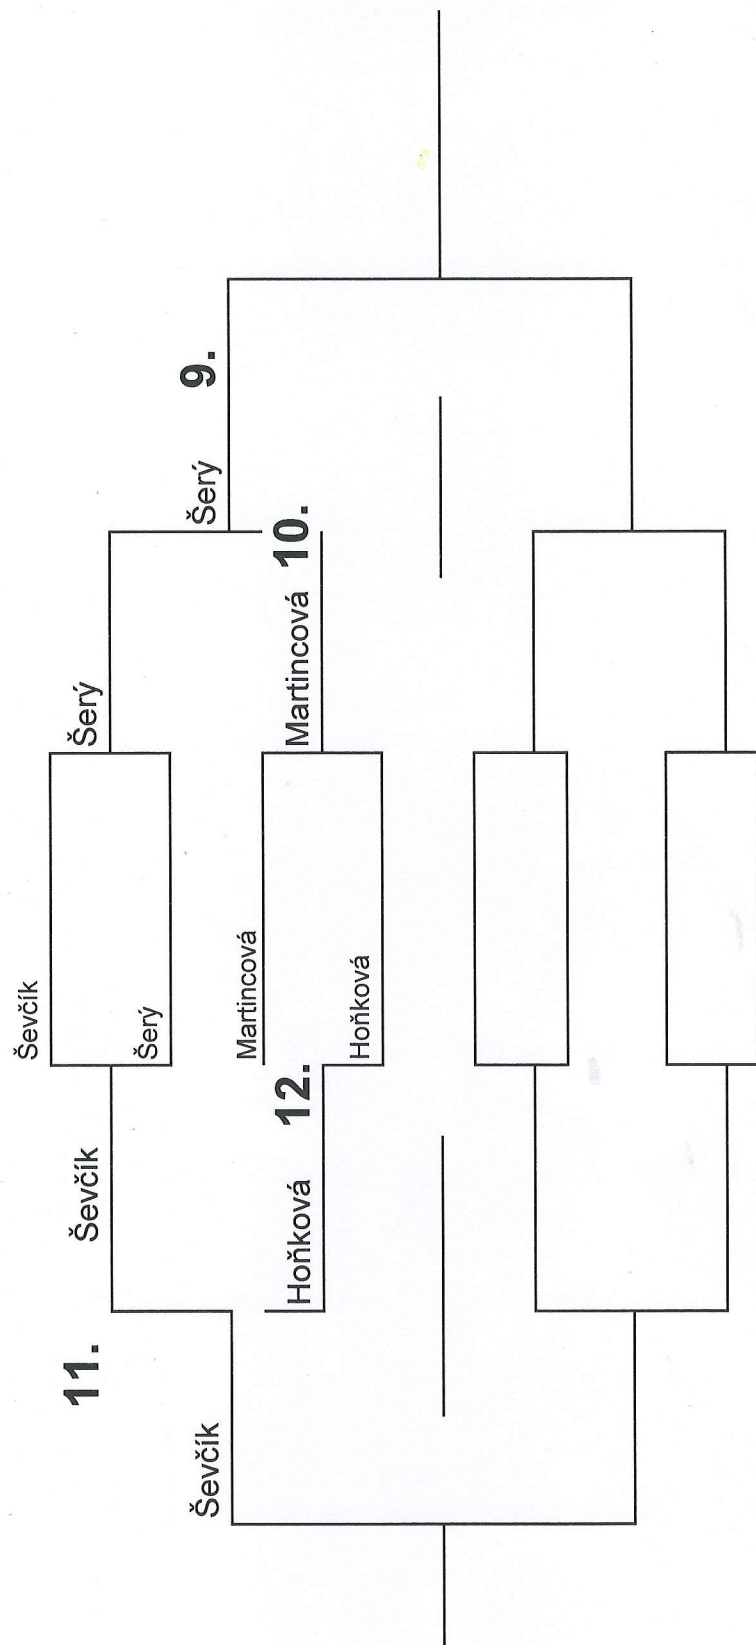 Ševčík
11. Ševčík Šerý
Šerý
Ševčík Šerý 9.
Martincová
Hoňková 12. Martincová 10.
Hoňková